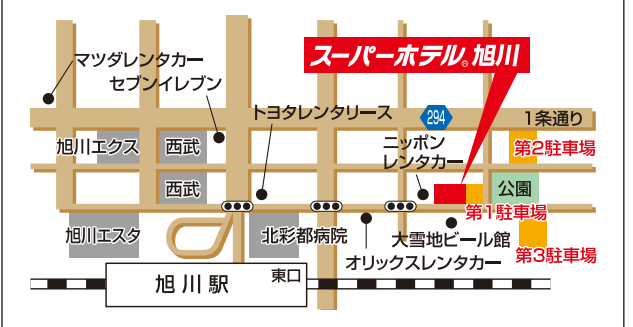 スーパーホテル®旭川
マツダレンタカー
セブンイレブン
トヨタレンタリース
294
1条通り
旭川エクス
西武
ニッポン
レンタカー
第2駐車場
西武
公園
第1駐車場
旭川エスタ
北彩都病院
大雪地ビール館
オリックスレンタカー
第3駐車場
旭川駅
東口